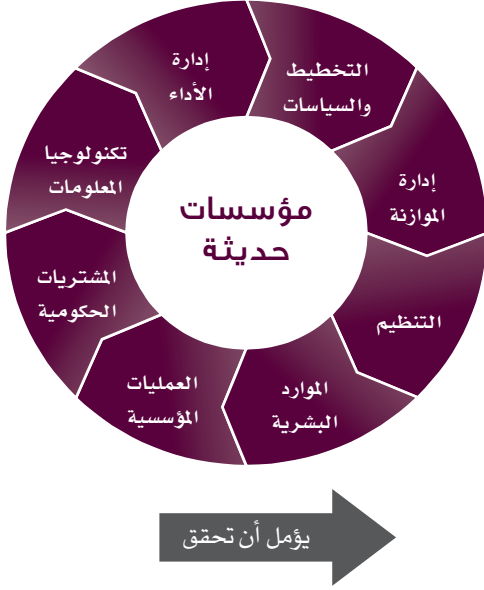 مؤسسات
حديثة
التخطيط
والسياسات
إدارة
الموازنة
التنظيم
الموارد
البشرية
العمليات
المؤسسية
المشتريات
الحكومية
تكنولوجيا
المعلومات
إدارة
الأداء
يؤمل أن تحقق